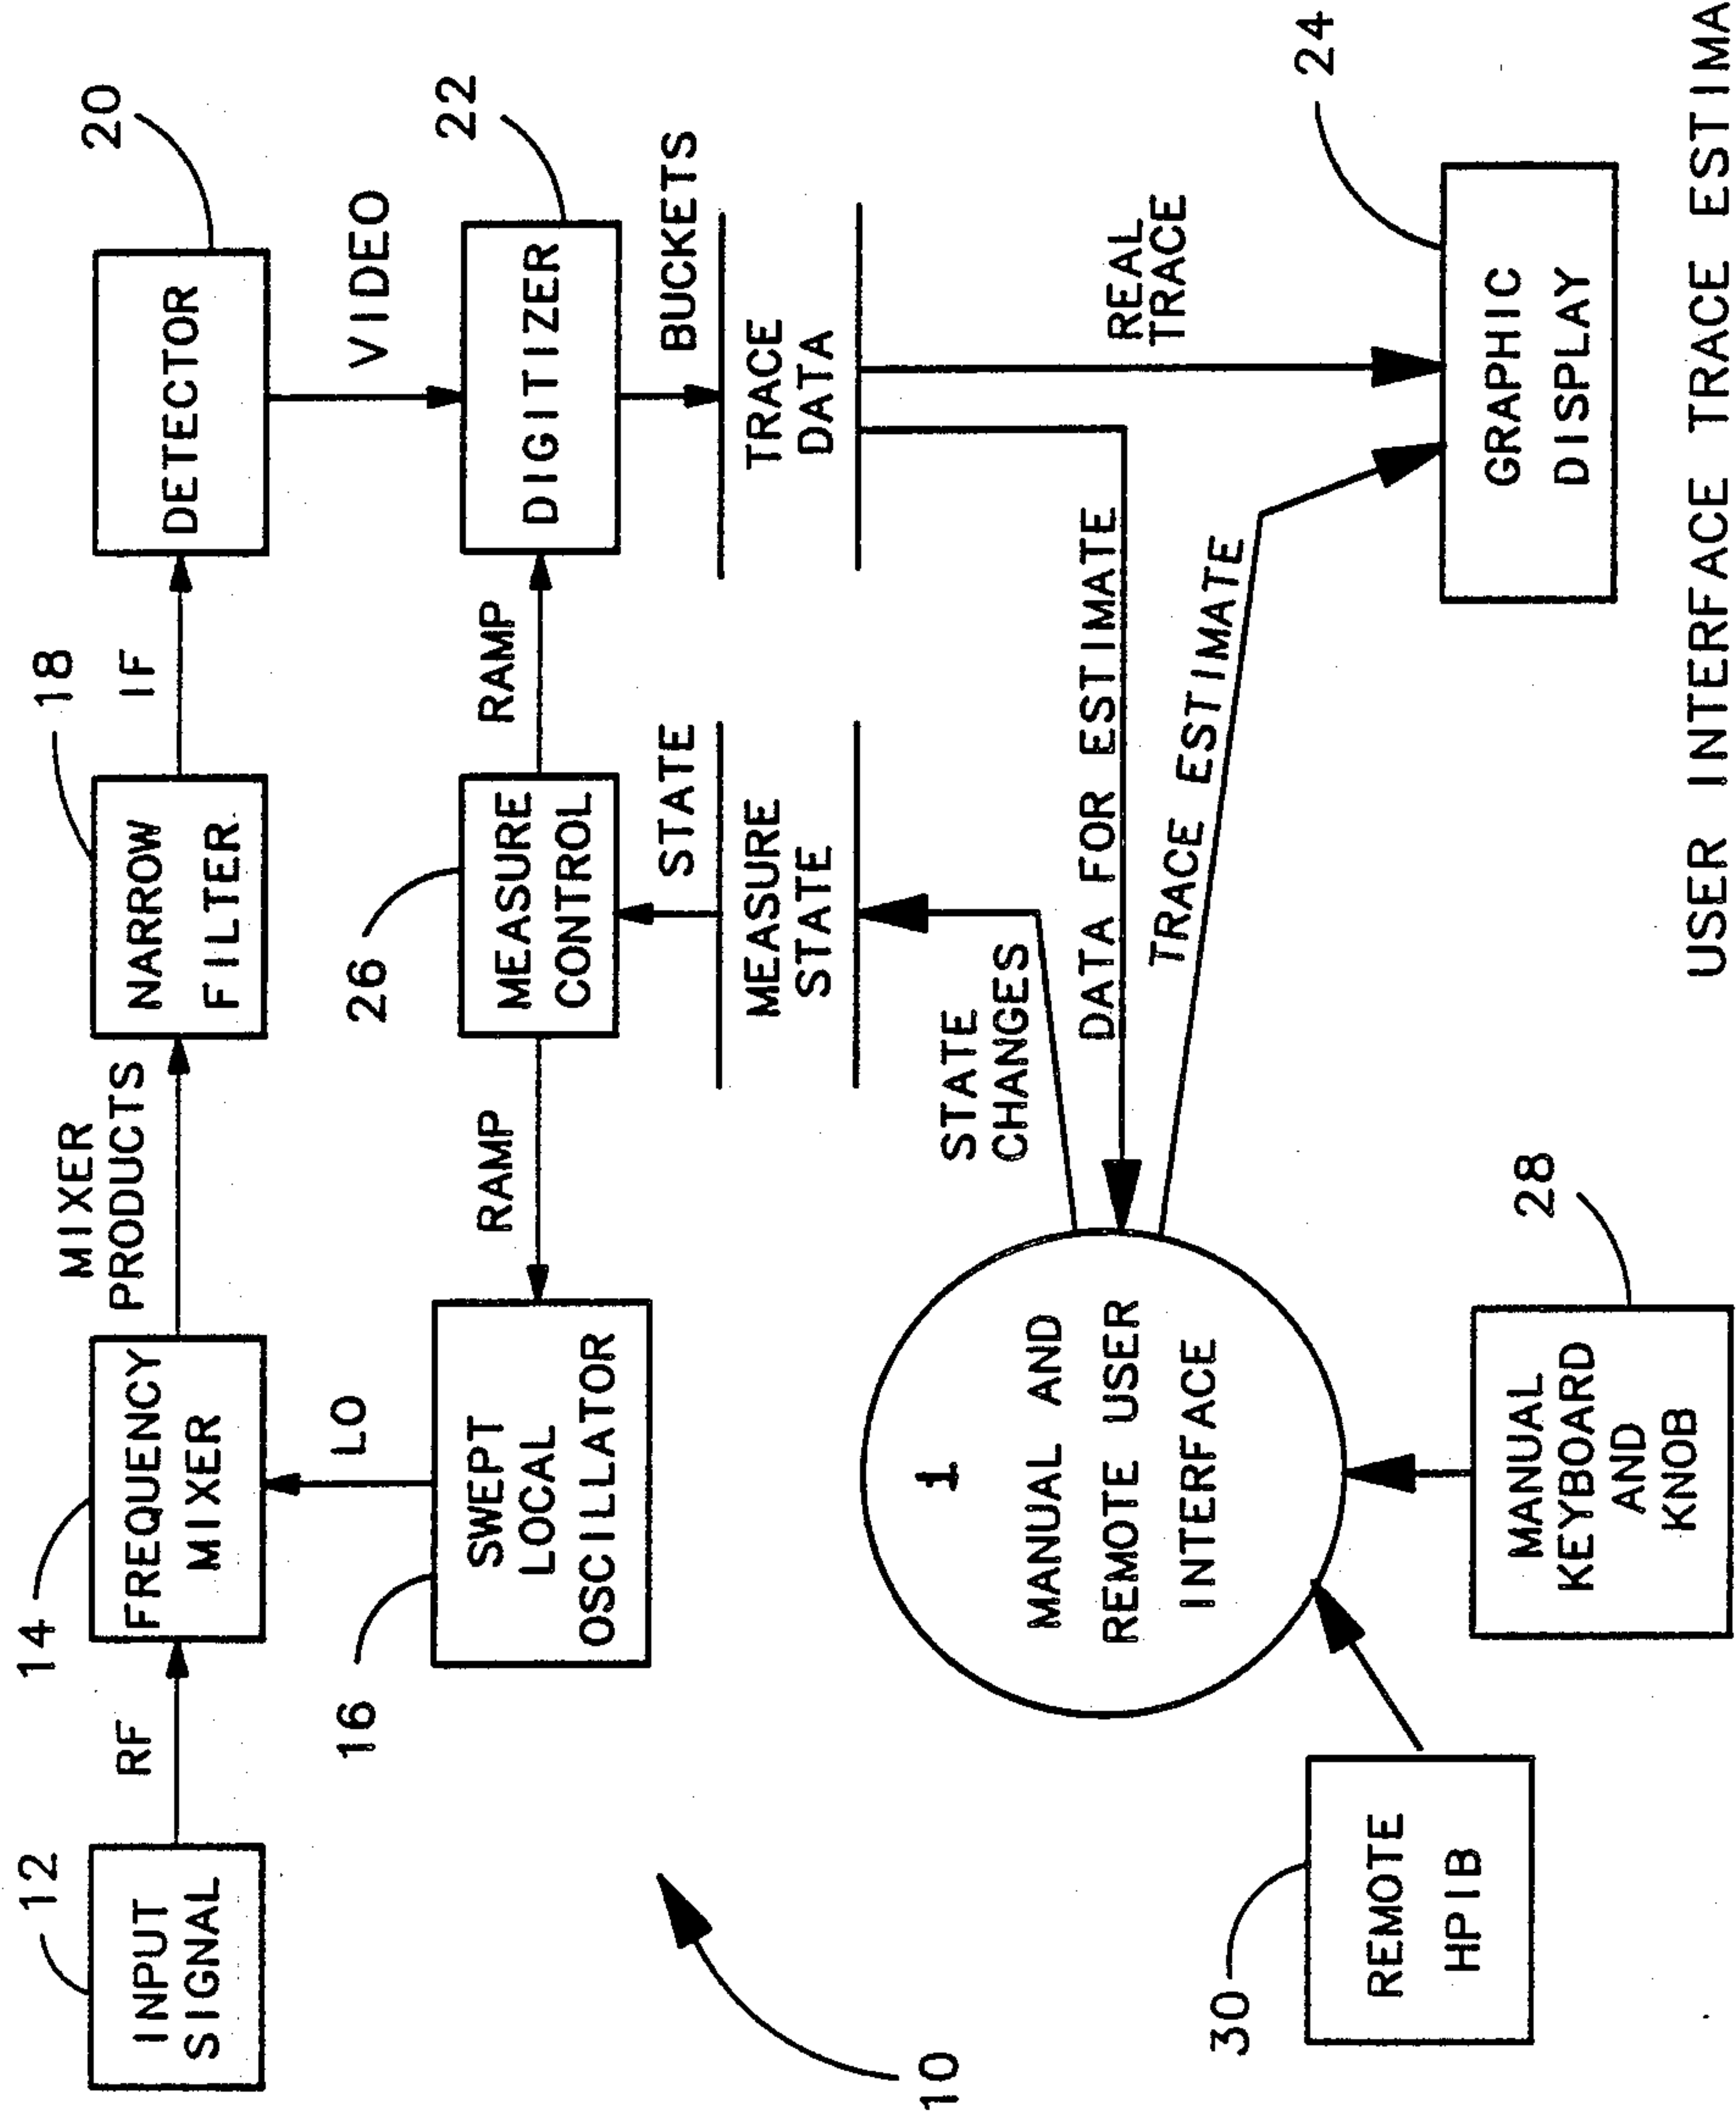 12
INPUT
SIGNAL
RF
14
FREQUENCY
MIXER
MIXER
PRODUCTS
18
NARROW
FILTER
IF
20
DETECTOR
VIDEO
LO
16
SWEPT
LOCAL
OSCILLATOR
RAMP
26
MEASURE
CONTROL
RAMP
22
DIGITIZER
STATE
BUCKETS
MEASURE
STATE
TRACE
DATA
STATE
CHANGES
DATA FOR ESTIMATE
TRACE ESTIMATE
REAL
TRACE
10
1
MANUAL AND
REMOTE USER
INTERFACE
24
GRAPHIC
DISPLAY
30
REMOTE
HPIB
28
MANUAL
KEYBOARD
AND
KNOB
USER INTERFACE TRACE ESTIMA